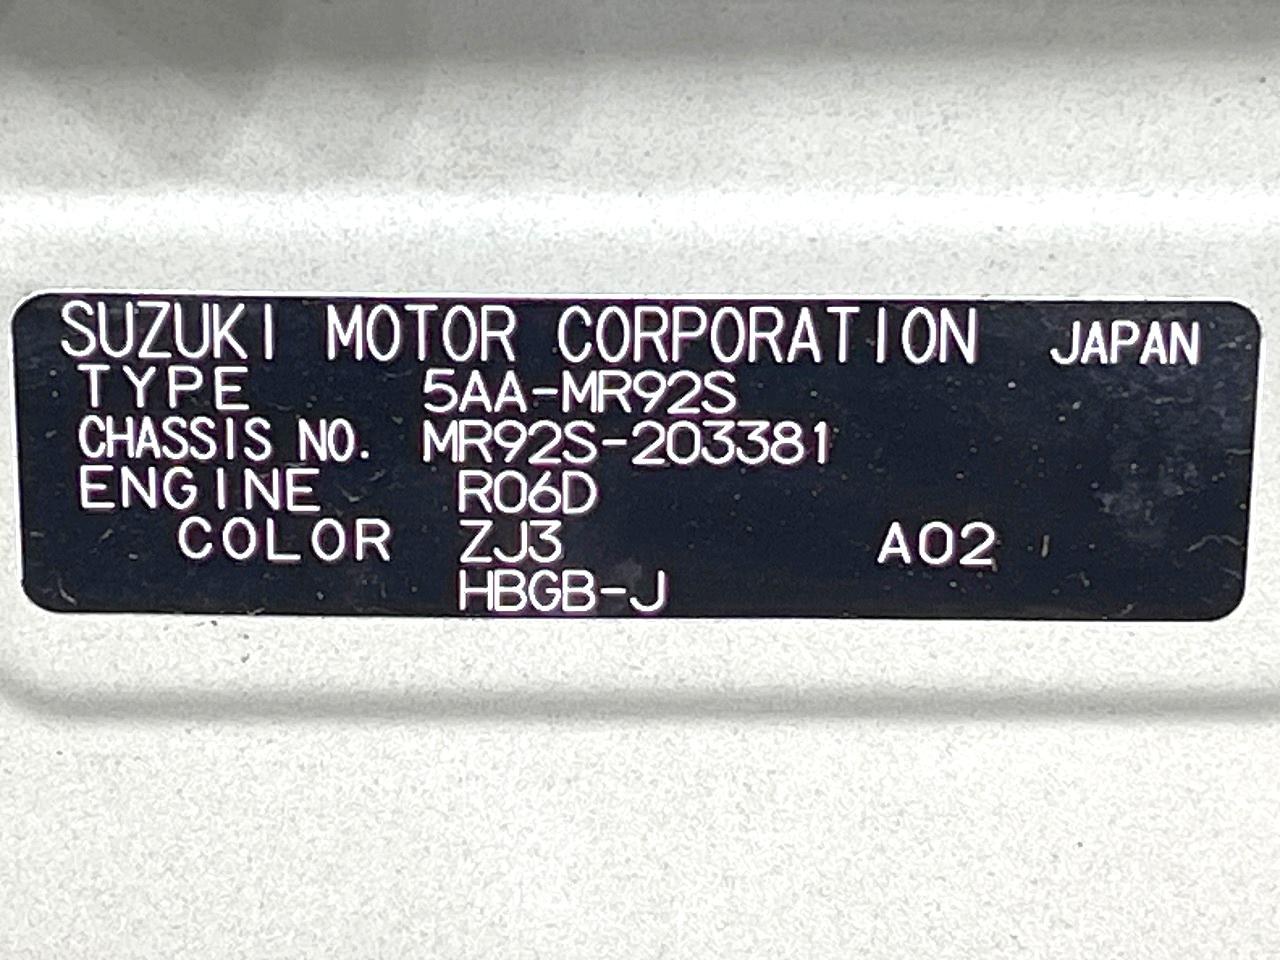 SUZUKI MOTOR CORPORATION JAPAN
TYPE 5AA-MR92S
CHASSIS NO. MR92S-203381
ENGINE R06D
COLOR ZJ3 A02
HBGB-J